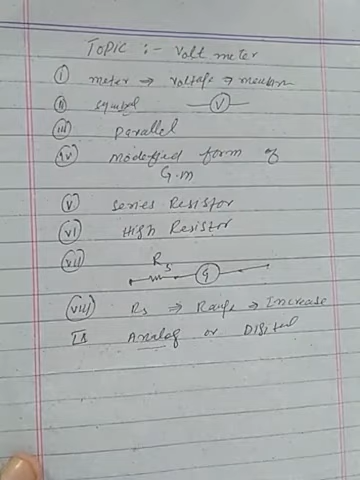 TOPIC :- Volt meter
(i) meter → voltage → measure
(ii) symbol V
(iii) parallel
(iv) modefied form of
G.m
(v) series Resistor
(vi) High Resistor
(vii) Rs G
(viii) Rs → Range → Increase
IX Analog or Digital